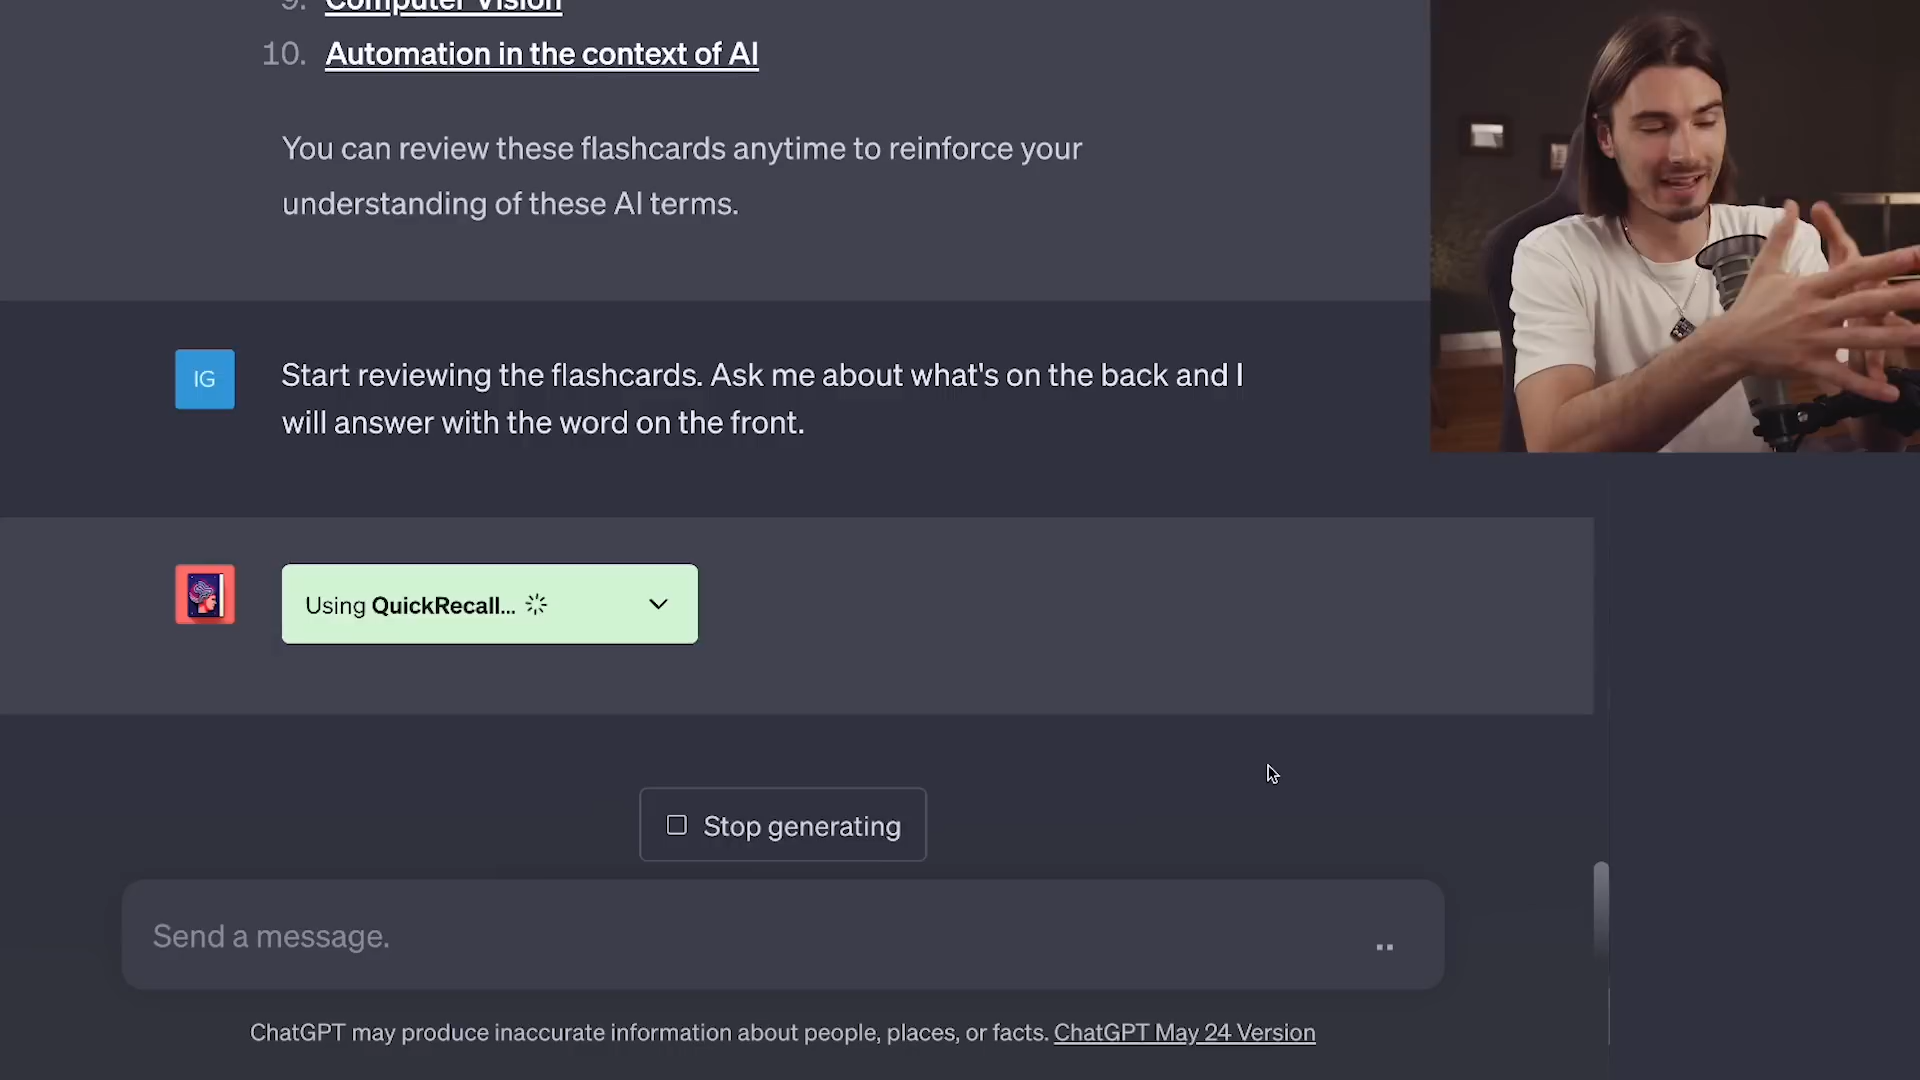 9. Computer Vision
10. Automation in the context of AI
You can review these flashcards anytime to reinforce your
understanding of these AI terms.
IG
Start reviewing the flashcards. Ask me about what's on the back and I
will answer with the word on the front.
Using QuickRecall...
Stop generating
Send a message.
ChatGPT may produce inaccurate information about people, places, or facts. ChatGPT May 24 Version